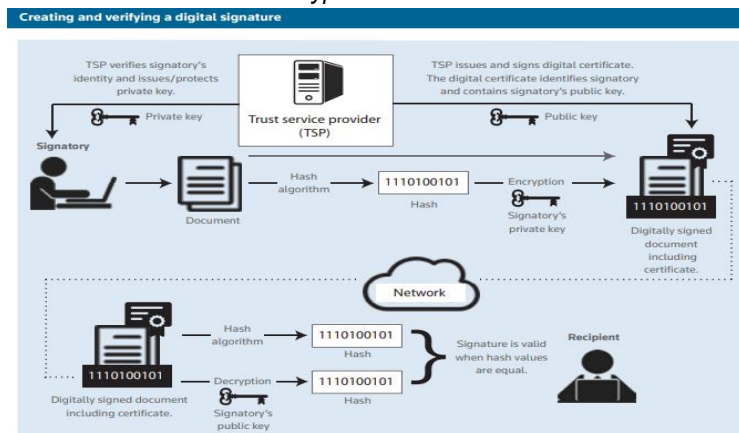 Creating and verifying a digital signature
TSP verifies signatory's
identity and issues/protects
private key.
TSP issues and signs digital certificate.
The digital certificate identifies signatory
and contains signatory's public key.
Private key
Trust service provider
(TSP)
Public key
Signatory
Hash
algorithm
1110100101
Encryption
Document
Hash
Signatory's
private key
1110100101
Digitally signed
document
including
certificate.
Network
Hash
algorithm
1110100101
Hash
Signature is valid
when hash values
are equal.
Recipient
1110100101
Decryption
1110100101
Digitally signed document
including certificate.
Signatory's
public key
Hash